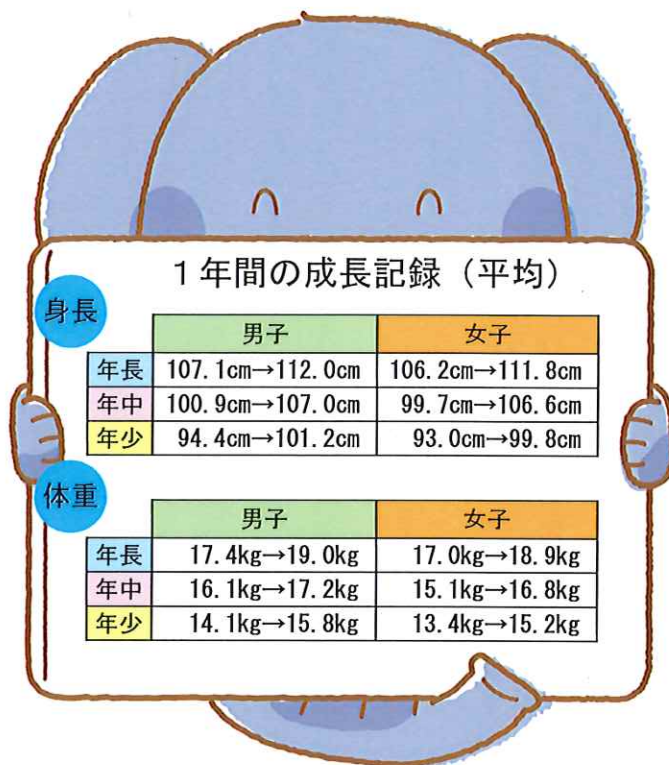 1年間の成長記録（平均）
身長
男子 女子
年長 107.1cm→112.0cm 106.2cm→111.8cm
年中 100.9cm→107.0cm 99.7cm→106.6cm
年少 94.4cm→101.2cm 93.0cm→99.8cm
体重
男子 女子
年長 17.4kg→19.0kg 17.0kg→18.9kg
年中 16.1kg→17.2kg 15.1kg→16.8kg
年少 14.1kg→15.8kg 13.4kg→15.2kg